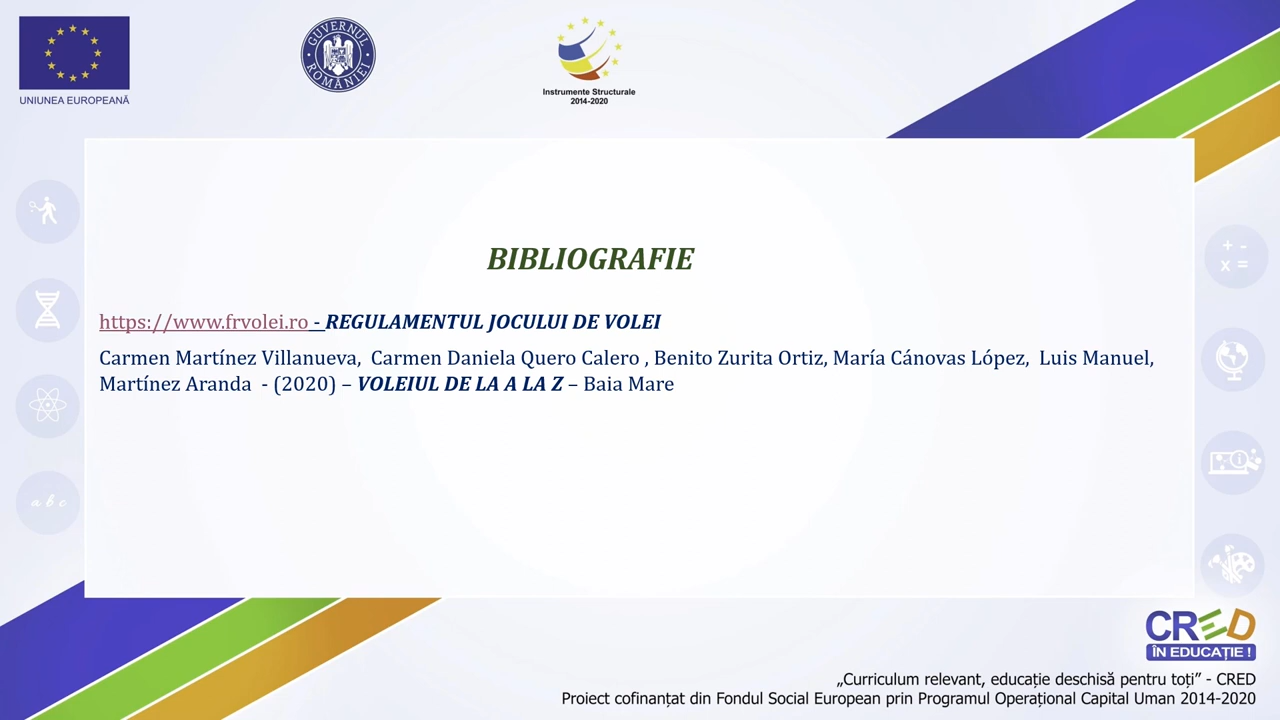 UNIUNEA EUROPEANĂ
GUVERNUL ROMÂNIEI
Instrumente Structurale
2014-2020
+ -
x =
BIBLIOGRAFIE
https://www.frvolei.ro - REGULAMENTUL JOCULUI DE VOLEI
Carmen Martínez Villanueva,  Carmen Daniela Quero Calero , Benito Zurita Ortiz, María Cánovas López,  Luis Manuel,
Martínez Aranda  - (2020) – VOLEIUL DE LA A LA Z – Baia Mare
a b c
CRED
ÎN EDUCAȚIE !
„Curriculum relevant, educație deschisă pentru toți” - CRED
Proiect cofinanțat din Fondul Social European prin Programul Operațional Capital Uman 2014-2020